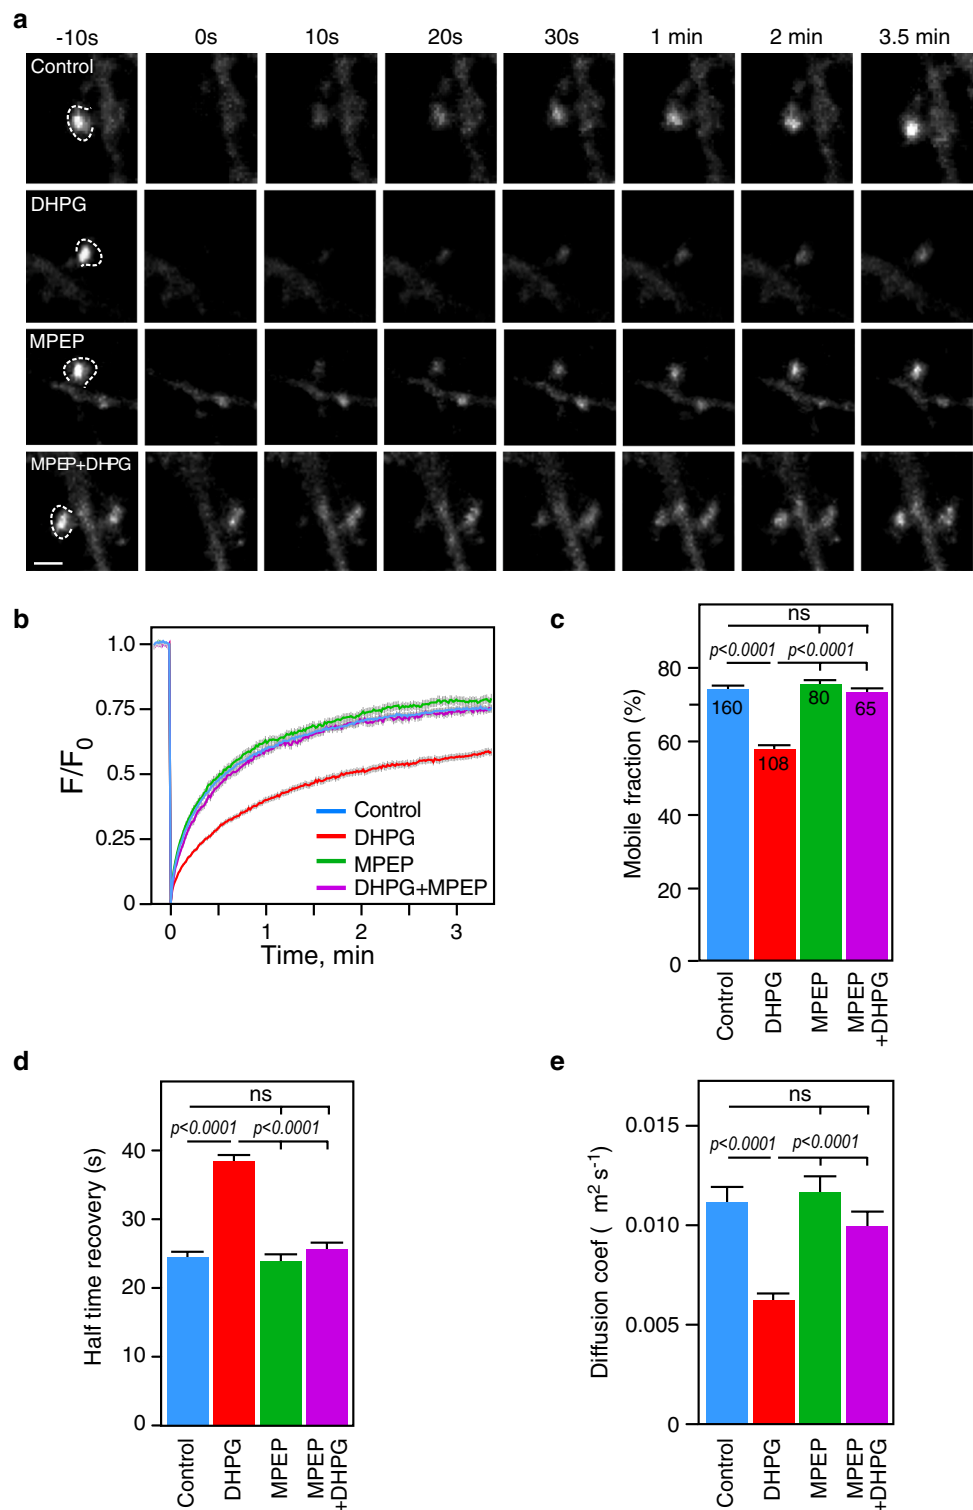 a
-10s 0s 10s 20s 30s 1 min 2 min 3.5 min
Control
DHPG
MPEP
MPEP+DHPG
b
F/F0
1.0
0.75
0.5
0.25
0
0 1 2 3
Time, min
Control
DHPG
MPEP
DHPG+MPEP
c
Mobile fraction (%)
80
60
40
20
0
ns
p<0.0001 p<0.0001
160 108 80 65
Control
DHPG
MPEP
MPEP
+DHPG
d
Half time recovery (s)
40
30
20
10
0
ns
p<0.0001 p<0.0001
Control
DHPG
MPEP
MPEP
+DHPG
e
Diffusion coef ( m2 s-1)
0.015
0.010
0.005
0
ns
p<0.0001 p<0.0001
Control
DHPG
MPEP
MPEP
+DHPG